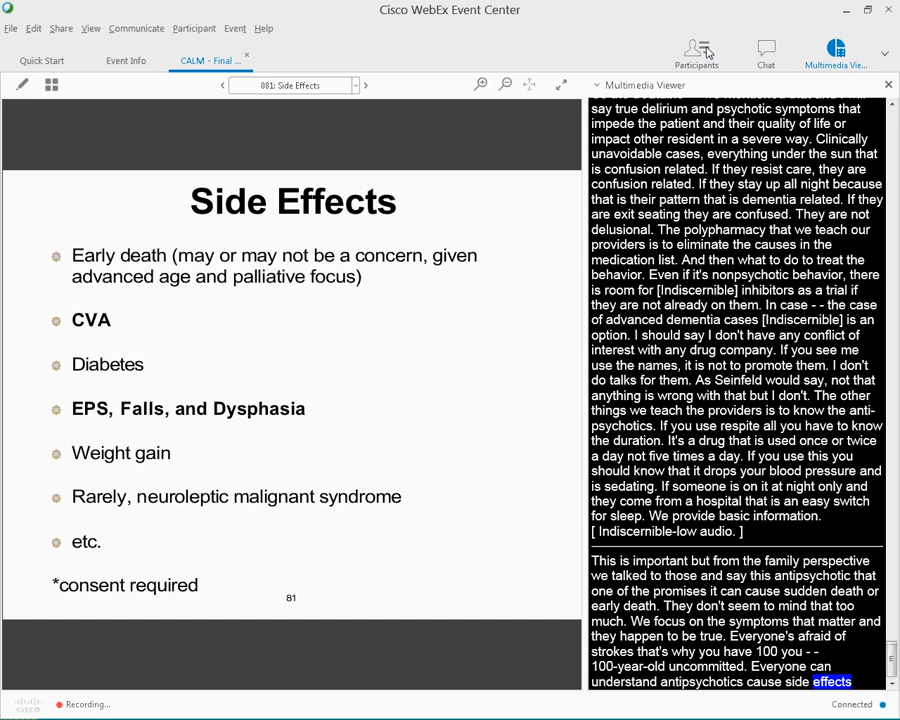 Cisco WebEx Event Center
File Edit Share View Communicate Participant Event Help
Quick Start Event Info CALM - Final ...
Participants Chat Multimedia Vie...
081: Side Effects
Multimedia Viewer
Side Effects
Early death (may or may not be a concern, given
advanced age and palliative focus)
CVA
Diabetes
EPS, Falls, and Dysphasia
Weight gain
Rarely, neuroleptic malignant syndrome
etc.
*consent required
81
say true delirium and psychotic symptoms that
impede the patient and their quality of life or
impact other resident in a severe way. Clinically
unavoidable cases, everything under the sun that
is confusion related. If they resist care, they are
confusion related. If they stay up all night because
that is their pattern that is dementia related. If they
are exit seating they are confused. They are not
delusional. The polypharmacy that we teach our
providers is to eliminate the causes in the
medication list. And then what to do to treat the
behavior. Even if it's nonpsychotic behavior, there
is room for [Indiscernible] inhibitors as a trial if
they are not already on them. In case - - the case
of advanced dementia cases [Indiscernible] is an
option. I should say I don't have any conflict of
interest with any drug company. If you see me
use the names, it is not to promote them. I don't
do talks for them. As Seinfeld would say, not that
anything is wrong with that but I don't. The other
things we teach the providers is to know the anti-
psychotics. If you use respite all you have to know
the duration. It's a drug that is used once or twice
a day not five times a day. If you use this you
should know that it drops your blood pressure and
is sedating. If someone is on it at night only and
they come from a hospital that is an easy switch
for sleep. We provide basic information.
[ Indiscernible-low audio. ]
This is important but from the family perspective
we talked to those and say this antipsychotic that
one of the promises it can cause sudden death or
early death. They don't seem to mind that too
much. We focus on the symptoms that matter and
they happen to be true. Everyone's afraid of
strokes that's why you have 100 you - -
100-year-old uncommitted. Everyone can
understand antipsychotics cause side effects
cisco Recording... Connected